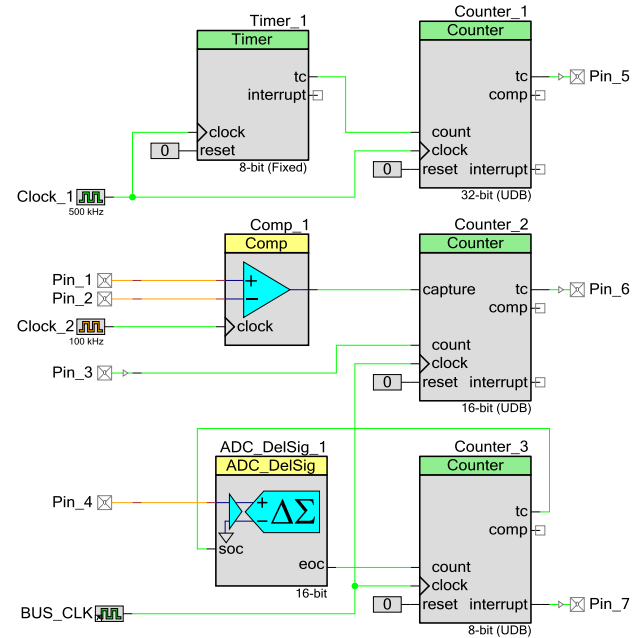 Timer_1
Timer
tc
interrupt
clock
0
reset
8-bit (Fixed)
Clock_1
500 kHz
Counter_1
Counter
tc
Pin_5
comp
count
clock
0
reset
interrupt
32-bit (UDB)
Comp_1
Comp
Pin_1
+
Pin_2
−
Clock_2
clock
100 kHz
Pin_3
Counter_2
Counter
capture
tc
Pin_6
comp
count
clock
0
reset
interrupt
16-bit (UDB)
ADC_DelSig_1
ADC_DelSig
Pin_4
+
ΔΣ
−
soc
eoc
16-bit
BUS_CLK
Counter_3
Counter
tc
comp
count
clock
0
reset
interrupt
Pin_7
8-bit (UDB)